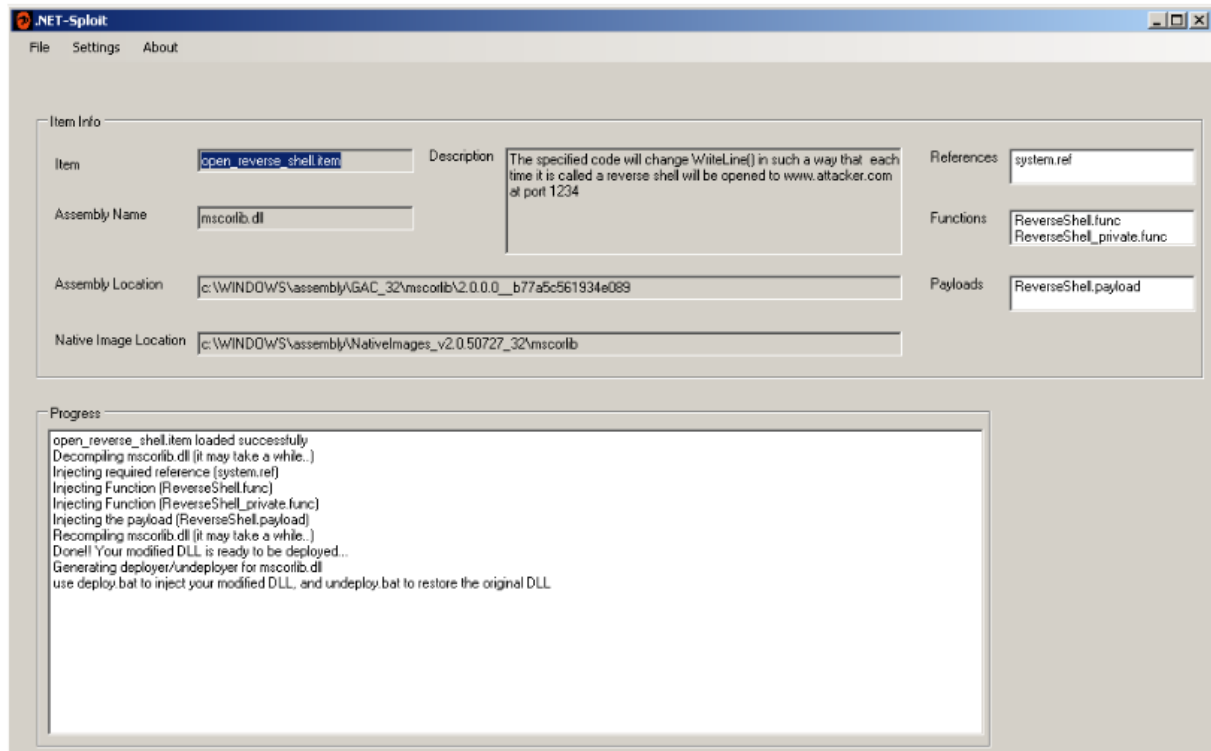 .NET-Sploit
File Settings About
Item Info
Item
open_reverse_shell.item
Description
The specified code will change WriteLine() in such a way that each
time it is called a reverse shell will be opened to www.attacker.com
at port 1234
References
system.ref
Assembly Name
mscorlib.dll
Functions
ReverseShell.func
ReverseShell_private.func
Assembly Location
c:\WINDOWS\assembly\GAC_32\mscorlib\2.0.0.0__b77a5c561934e089
Payloads
ReverseShell.payload
Native Image Location
c:\WINDOWS\assembly\NativeImages_v2.0.50727_32\mscorlib
Progress
open_reverse_shell.item loaded successfully
Decompiling mscorlib.dll (it may take a while..)
Injecting required reference (system.ref)
Injecting Function (ReverseShell.func)
Injecting Function (ReverseShell_private.func)
Injecting the payload (ReverseShell.payload)
Recompiling mscorlib.dll (it may take a while..)
Done!! Your modified DLL is ready to be deployed...
Generating deployer/undeployer for mscorlib.dll
use deploy.bat to inject your modified DLL, and undeploy.bat to restore the original DLL